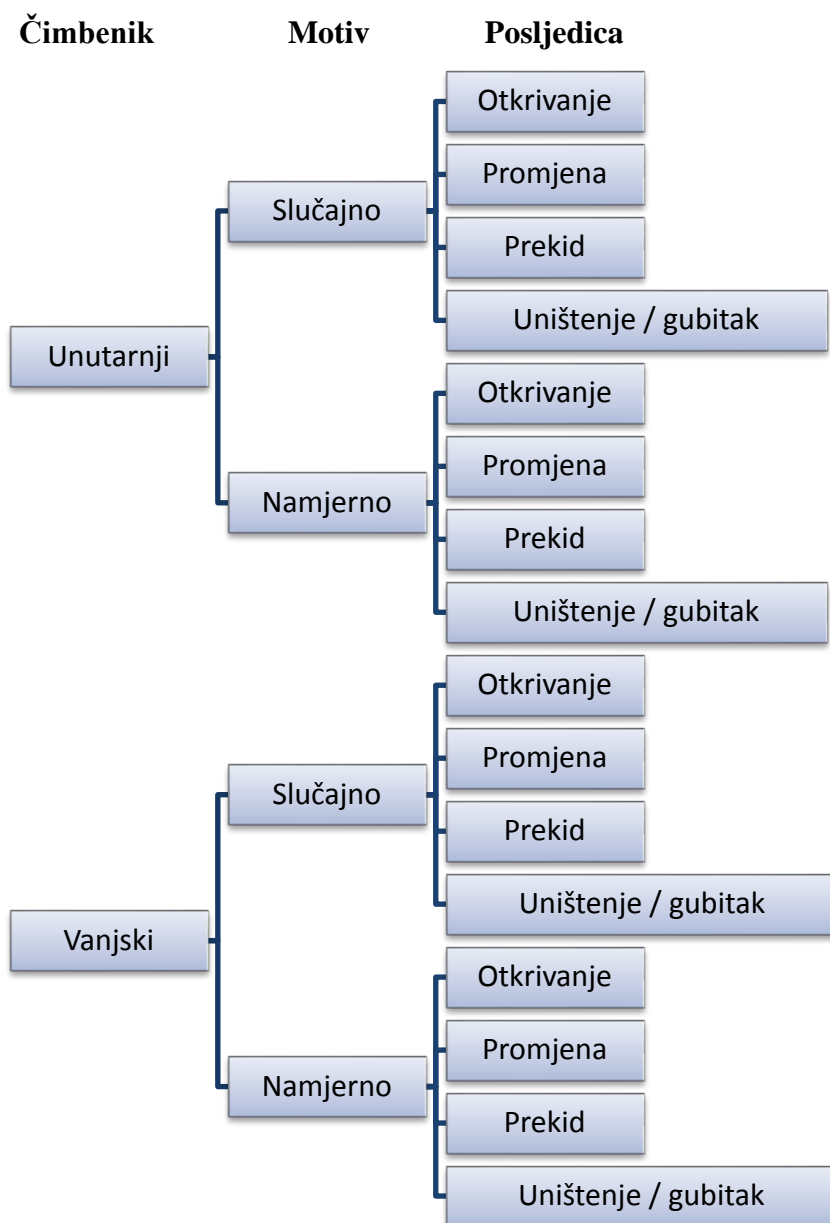 Čimbenik Motiv Posljedica
Otkrivanje
Promjena
Slučajno
Prekid
Uništenje / gubitak
Unutarnji
Otkrivanje
Promjena
Namjerno
Prekid
Uništenje / gubitak
Otkrivanje
Promjena
Slučajno
Prekid
Uništenje / gubitak
Vanjski
Otkrivanje
Promjena
Namjerno
Prekid
Uništenje / gubitak